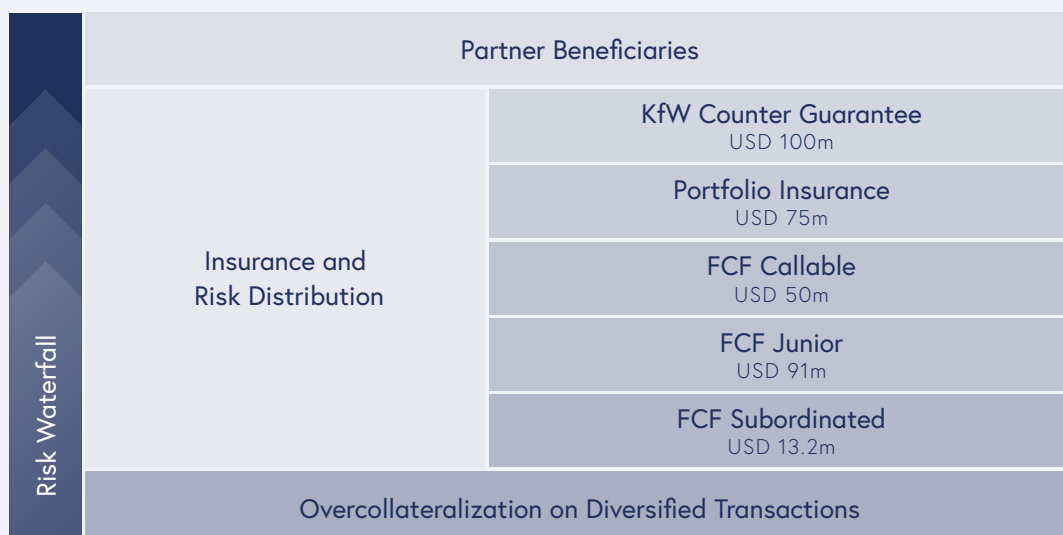 Partner Beneficiaries
KfW Counter Guarantee
USD 100m
Portfolio Insurance
USD 75m
Insurance and
Risk Distribution
FCF Callable
USD 50m
FCF Junior
USD 91m
FCF Subordinated
USD 13.2m
Overcollateralization on Diversified Transactions
Risk Waterfall